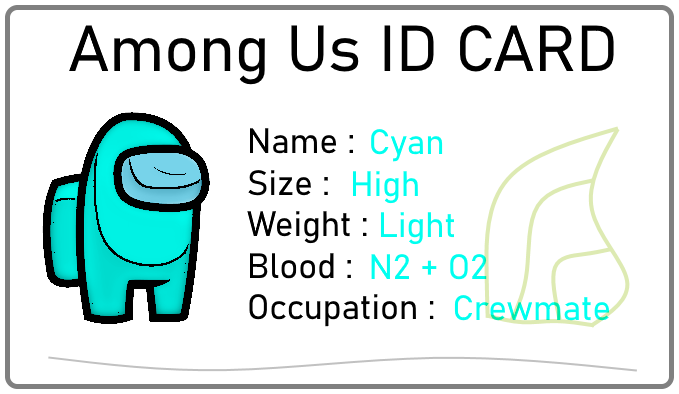 Among Us ID CARD
Name : Cyan
Size : High
Weight : Light
Blood : N2 + O2
Occupation : Crewmate